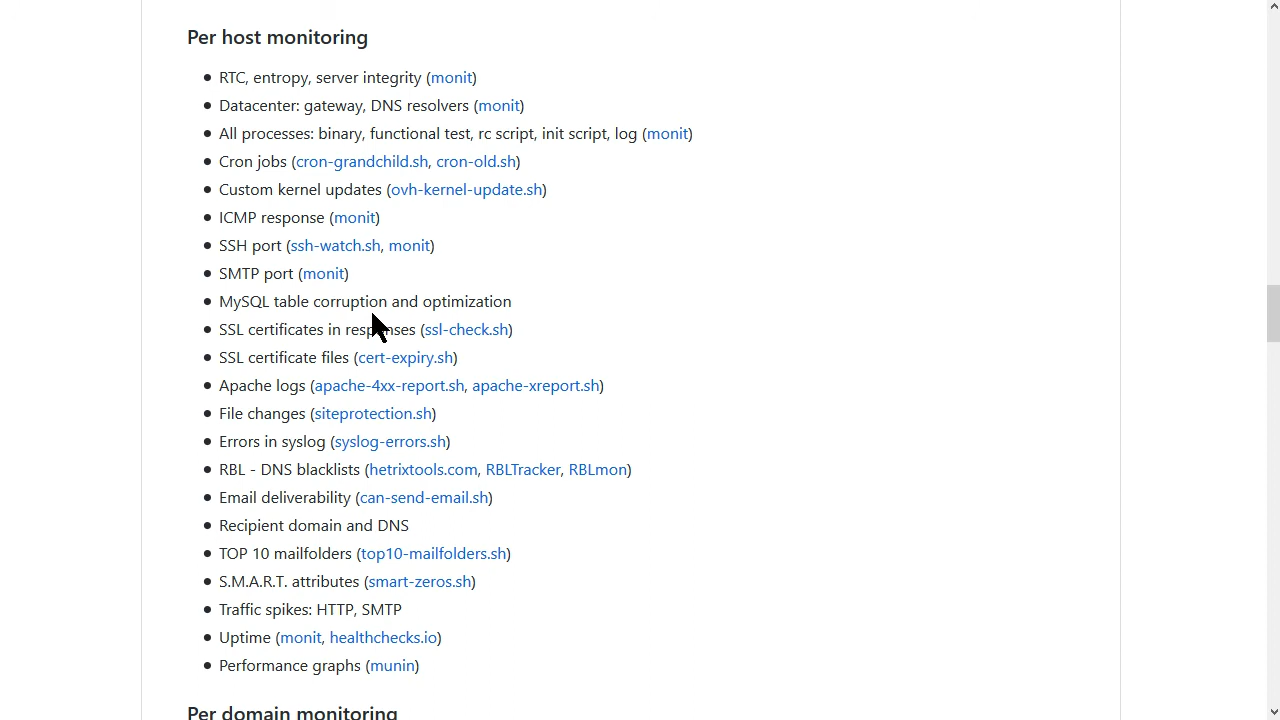 Per host monitoring
RTC, entropy, server integrity (monit)
Datacenter: gateway, DNS resolvers (monit)
All processes: binary, functional test, rc script, init script, log (monit)
Cron jobs (cron-grandchild.sh, cron-old.sh)
Custom kernel updates (ovh-kernel-update.sh)
ICMP response (monit)
SSH port (ssh-watch.sh, monit)
SMTP port (monit)
MySQL table corruption and optimization
SSL certificates in responses (ssl-check.sh)
SSL certificate files (cert-expiry.sh)
Apache logs (apache-4xx-report.sh, apache-xreport.sh)
File changes (siteprotection.sh)
Errors in syslog (syslog-errors.sh)
RBL - DNS blacklists (hetrixtools.com, RBLTracker, RBLmon)
Email deliverability (can-send-email.sh)
Recipient domain and DNS
TOP 10 mailfolders (top10-mailfolders.sh)
S.M.A.R.T. attributes (smart-zeros.sh)
Traffic spikes: HTTP, SMTP
Uptime (monit, healthchecks.io)
Performance graphs (munin)
Per domain monitoring